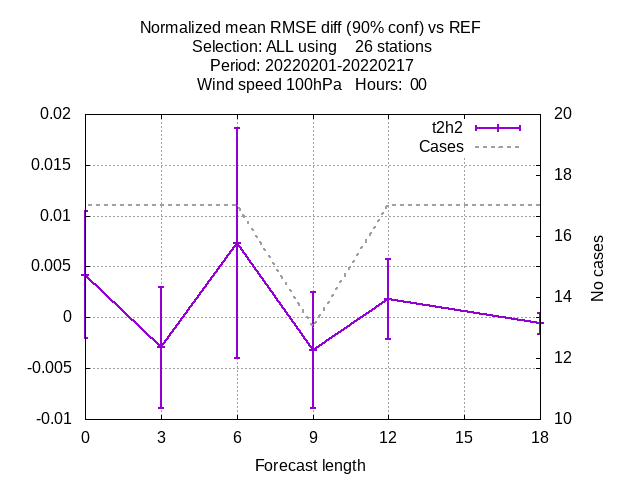 Normalized mean RMSE diff (90% conf) vs REF
Selection: ALL using    26 stations
Period: 20220201-20220217
Wind speed 100hPa   Hours:  00
0.02
0.015
0.01
0.005
0
-0.005
-0.01
t2h2
Cases
20
18
16
14
12
10
No cases
0 3 6 9 12 15 18
Forecast length